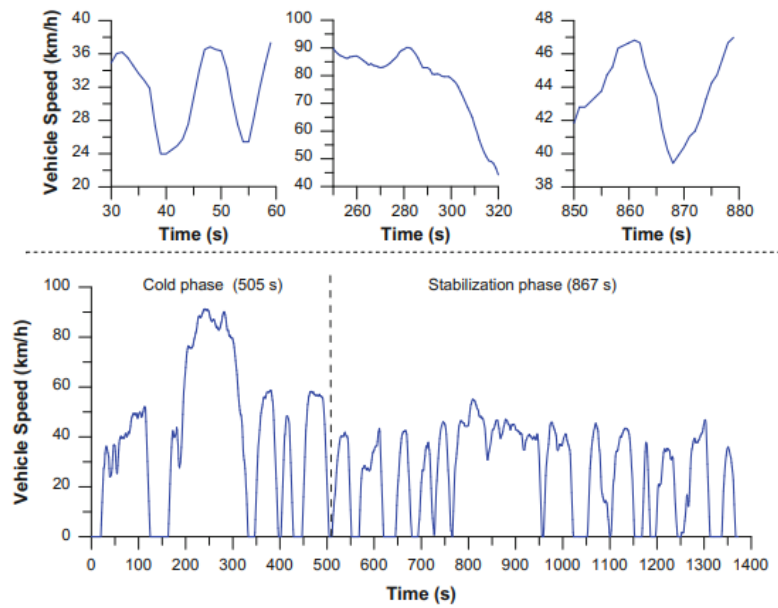 40
36
32
28
24
20
30 40 50 60
Vehicle Speed (km/h)
Time (s)
100
90
80
70
60
50
40
260 280 300 320
Time (s)
48
46
44
42
40
38
850 860 870 880
Time (s)
Cold phase (505 s)
Stabilization phase (867 s)
100
80
60
40
20
0
Vehicle Speed (km/h)
0 100 200 300 400 500 600 700 800 900 1000 1100 1200 1300 1400
Time (s)